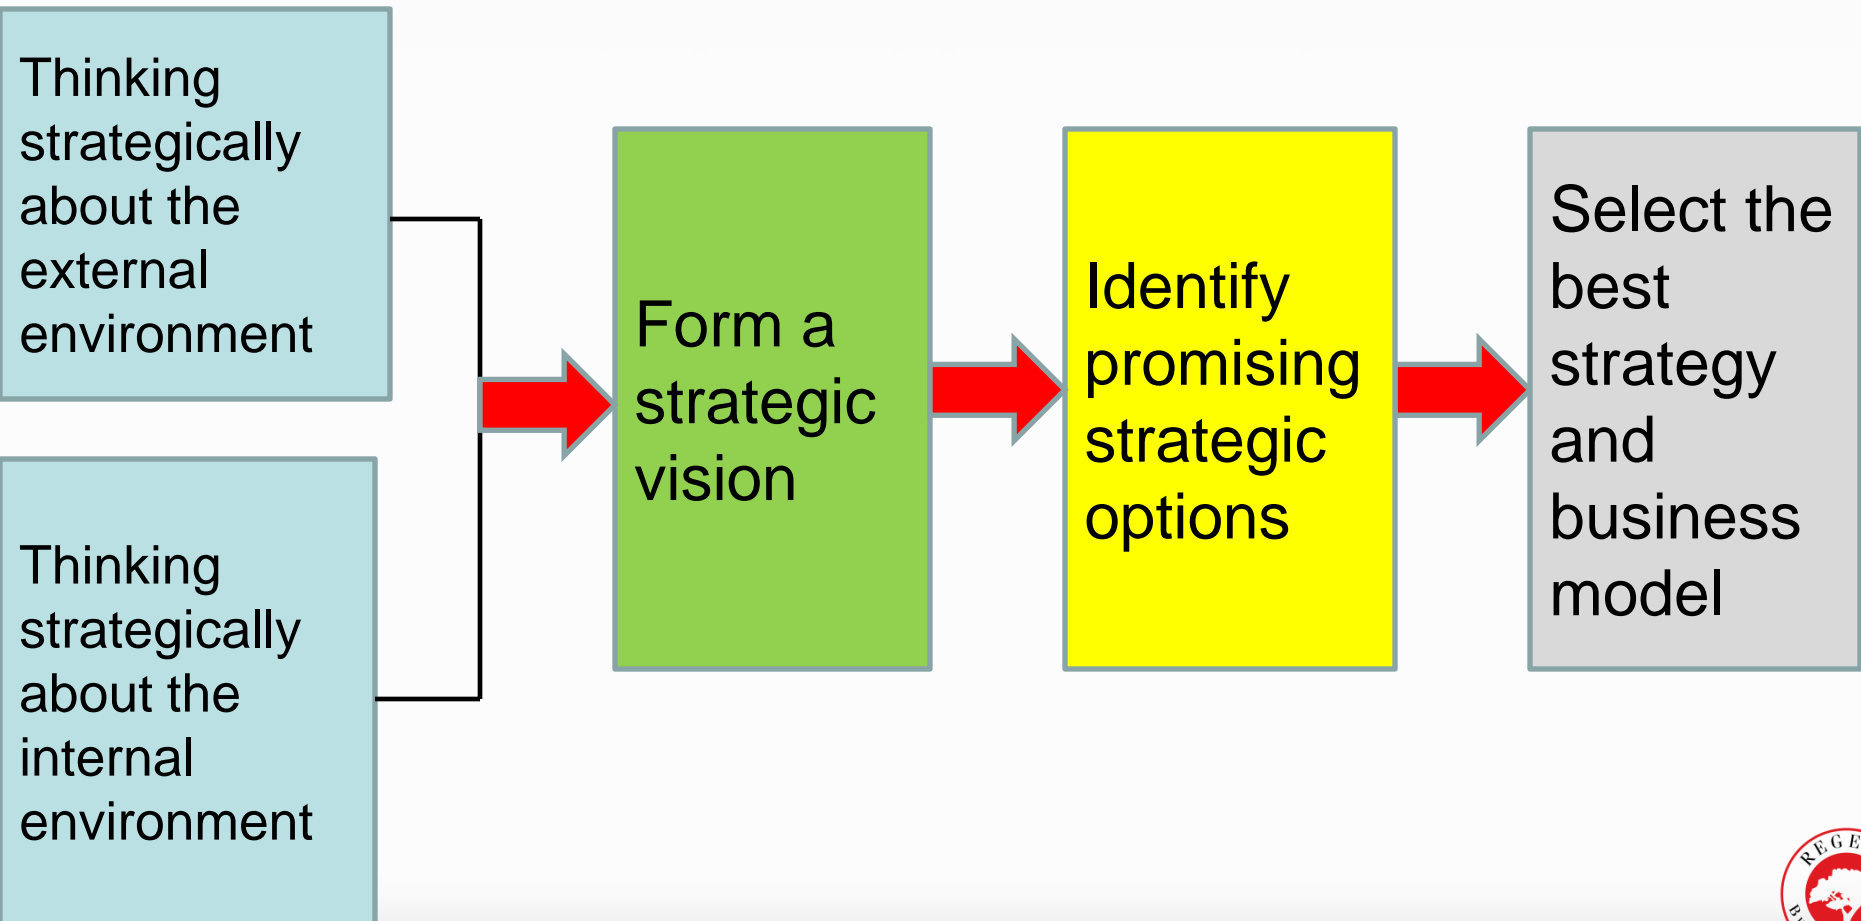 Thinking
strategically
about the
external
environment
Thinking
strategically
about the
internal
environment
Form a
strategic
vision
Identify
promising
strategic
options
Select the
best
strategy
and
business
model